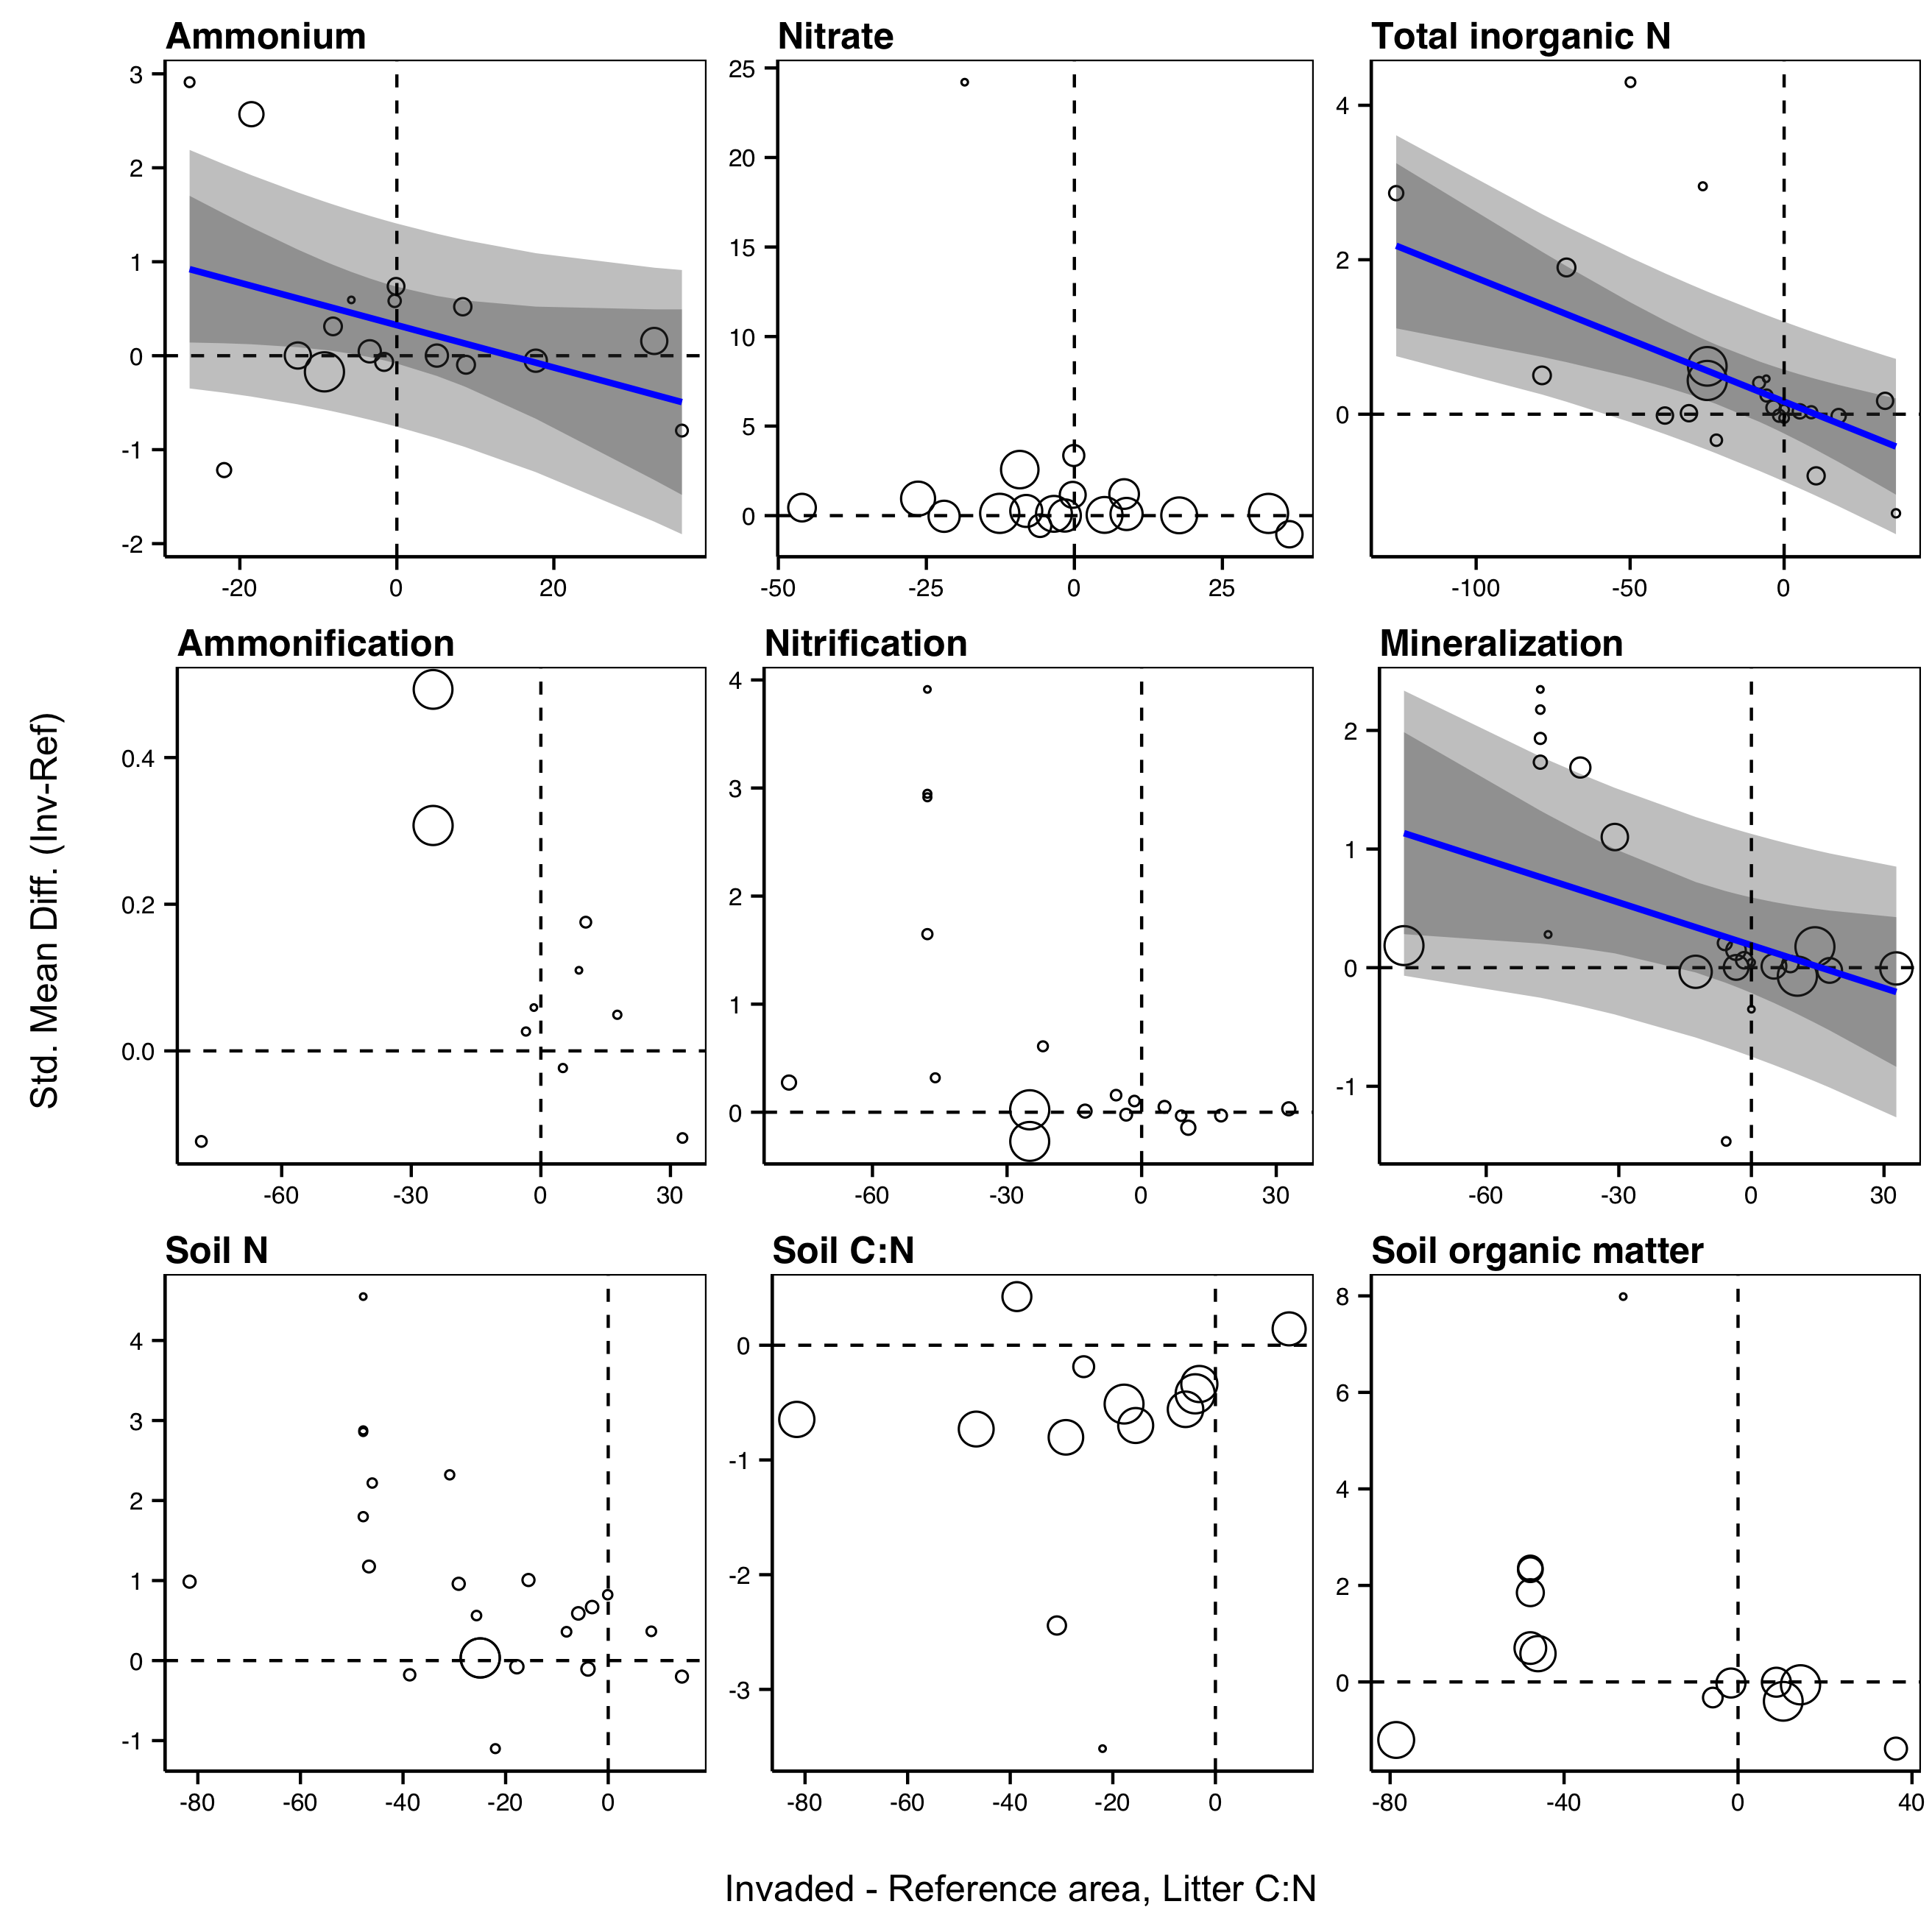 Ammonium Nitrate Total inorganic N
3 2 1 0 -1 -2
-20 0 20
25 20 15 10 5 0
-50 -25 0 25
4 2 0
-100 -50 0
Ammonification Nitrification Mineralization
0.4 0.2 0.0
-60 -30 0 30
4 3 2 1 0
-60 -30 0 30
2 1 0 -1
-60 -30 0 30
Std. Mean Diff. (Inv-Ref)
Soil N Soil C:N Soil organic matter
4 3 2 1 0 -1
-80 -60 -40 -20 0
0 -1 -2 -3
-80 -60 -40 -20 0
8 6 4 2 0
-80 -40 0 40
Invaded - Reference area, Litter C:N